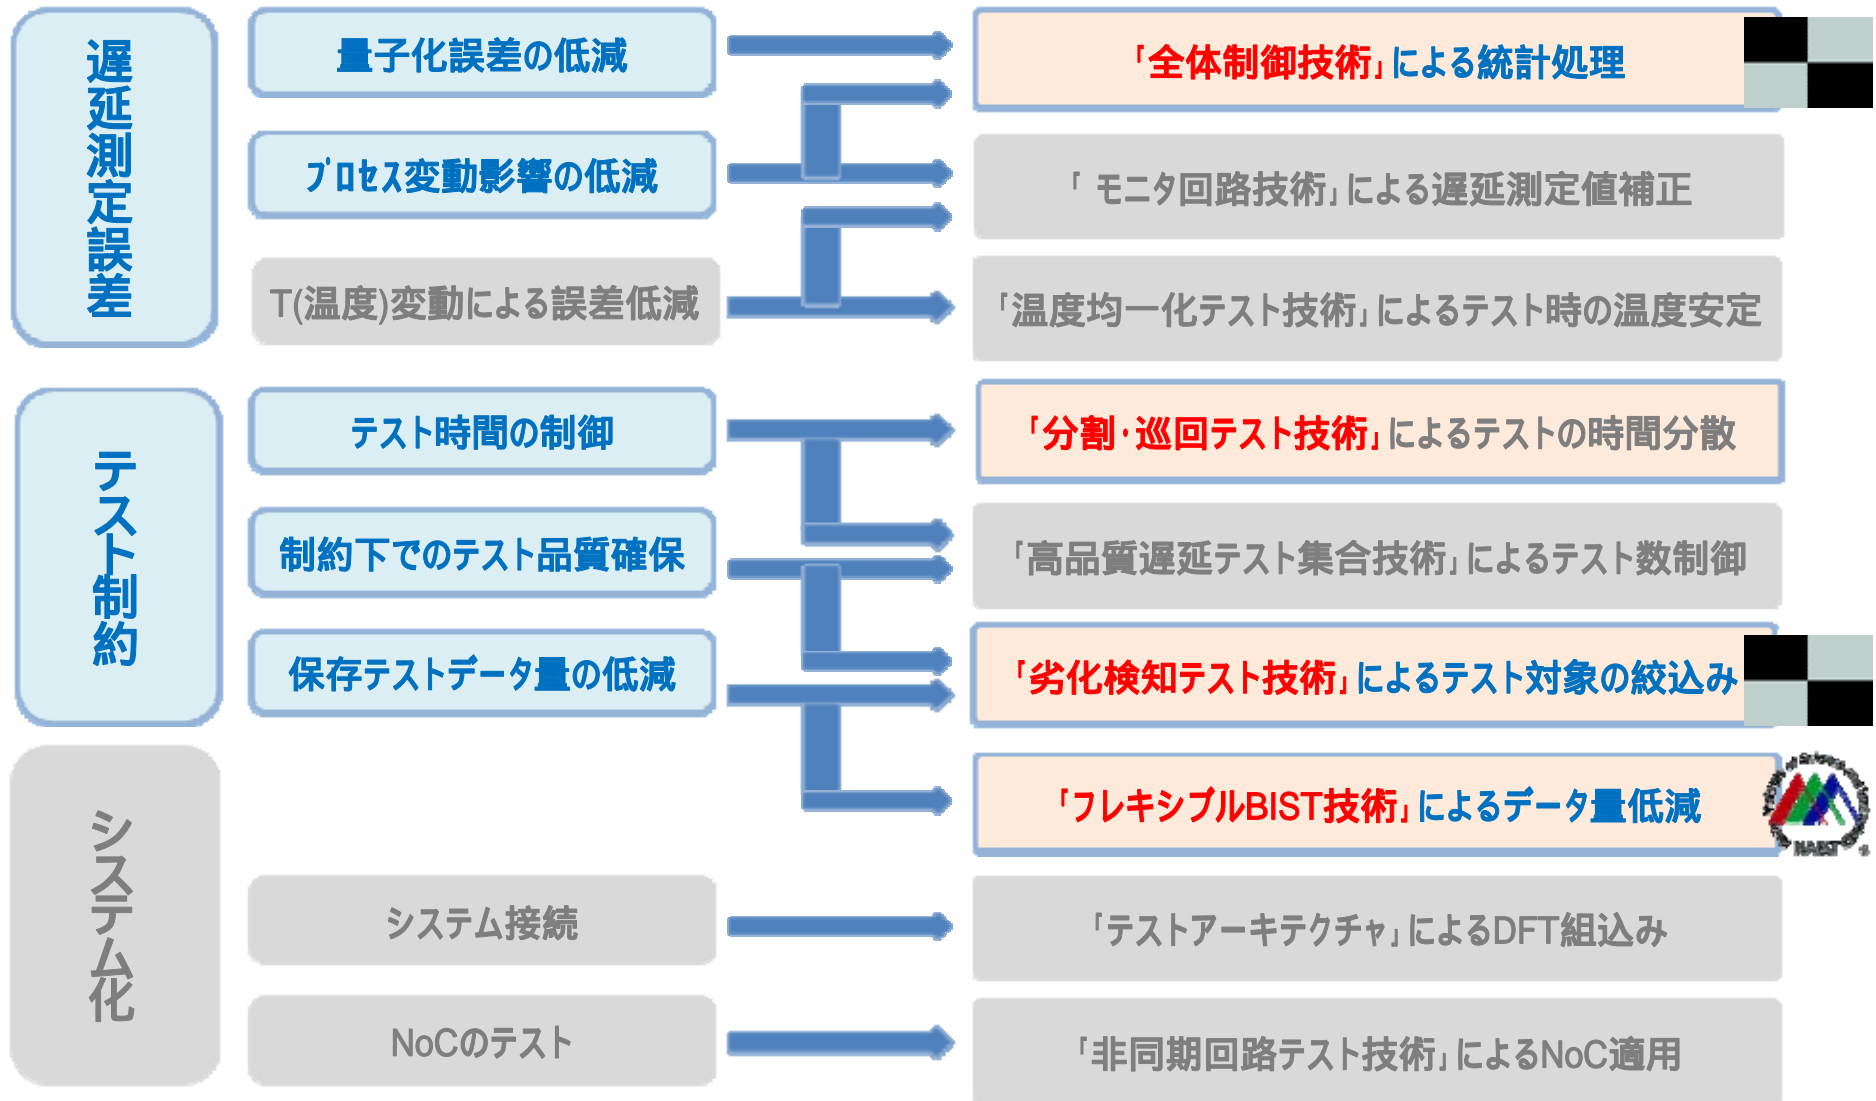 遅延測定誤差
量子化誤差の低減
「全体制御技術」による統計処理
プロセス変動影響の低減
「 モニタ回路技術」による遅延測定値補正
T(温度)変動による誤差低減
「温度均一化テスト技術」によるテスト時の温度安定
テスト制約
テスト時間の制御
「分割・巡回テスト技術」によるテストの時間分散
制約下でのテスト品質確保
「高品質遅延テスト集合技術」によるテスト数制御
保存テストデータ量の低減
「劣化検知テスト技術」によるテスト対象の絞込み
「フレキシブルBIST技術」によるデータ量低減
システム化
システム接続
「テストアーキテクチャ」によるDFT組込み
NoCのテスト
「非同期回路テスト技術」によるNoC適用